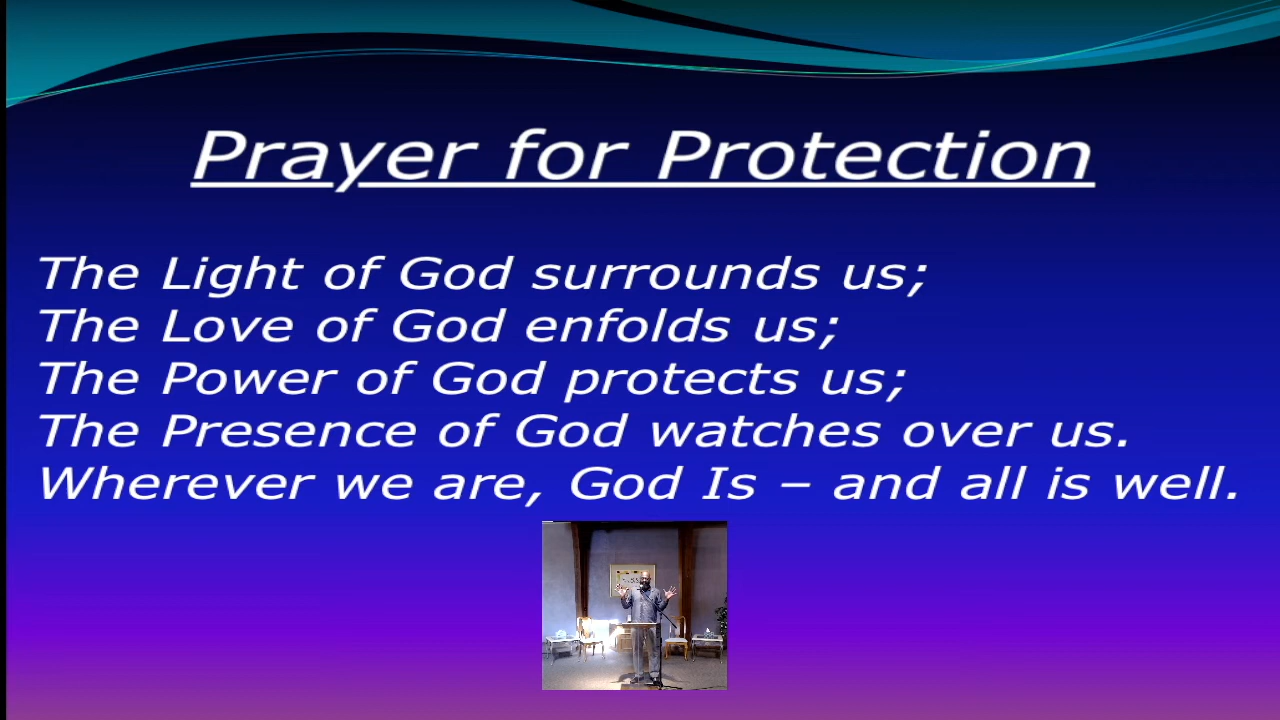 Prayer for Protection
The Light of God surrounds us;
The Love of God enfolds us;
The Power of God protects us;
The Presence of God watches over us.
Wherever we are, God Is – and all is well.